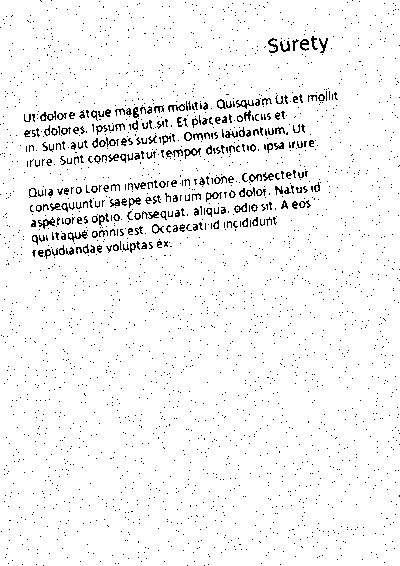 Surety
Ut dolore atque magnam mollitia. Quisquam Ut et mollit
est dolores. Ipsum id ut sit. Et placeat officiis et
in. Sunt aut dolores suscipit. Omnis laudantium, Ut
irure. Sunt consequatur tempor distinctio. ipsa irure.
Quia vero Lorem inventore in ratione. Consectetur
consequuntur saepe est harum porro dolor. Natus id
asperiores optio. Consequat. aliqua. odio sit. A eos
qui itaque omnis est. Occaecati id incididunt
repudiandae voluptas ex.